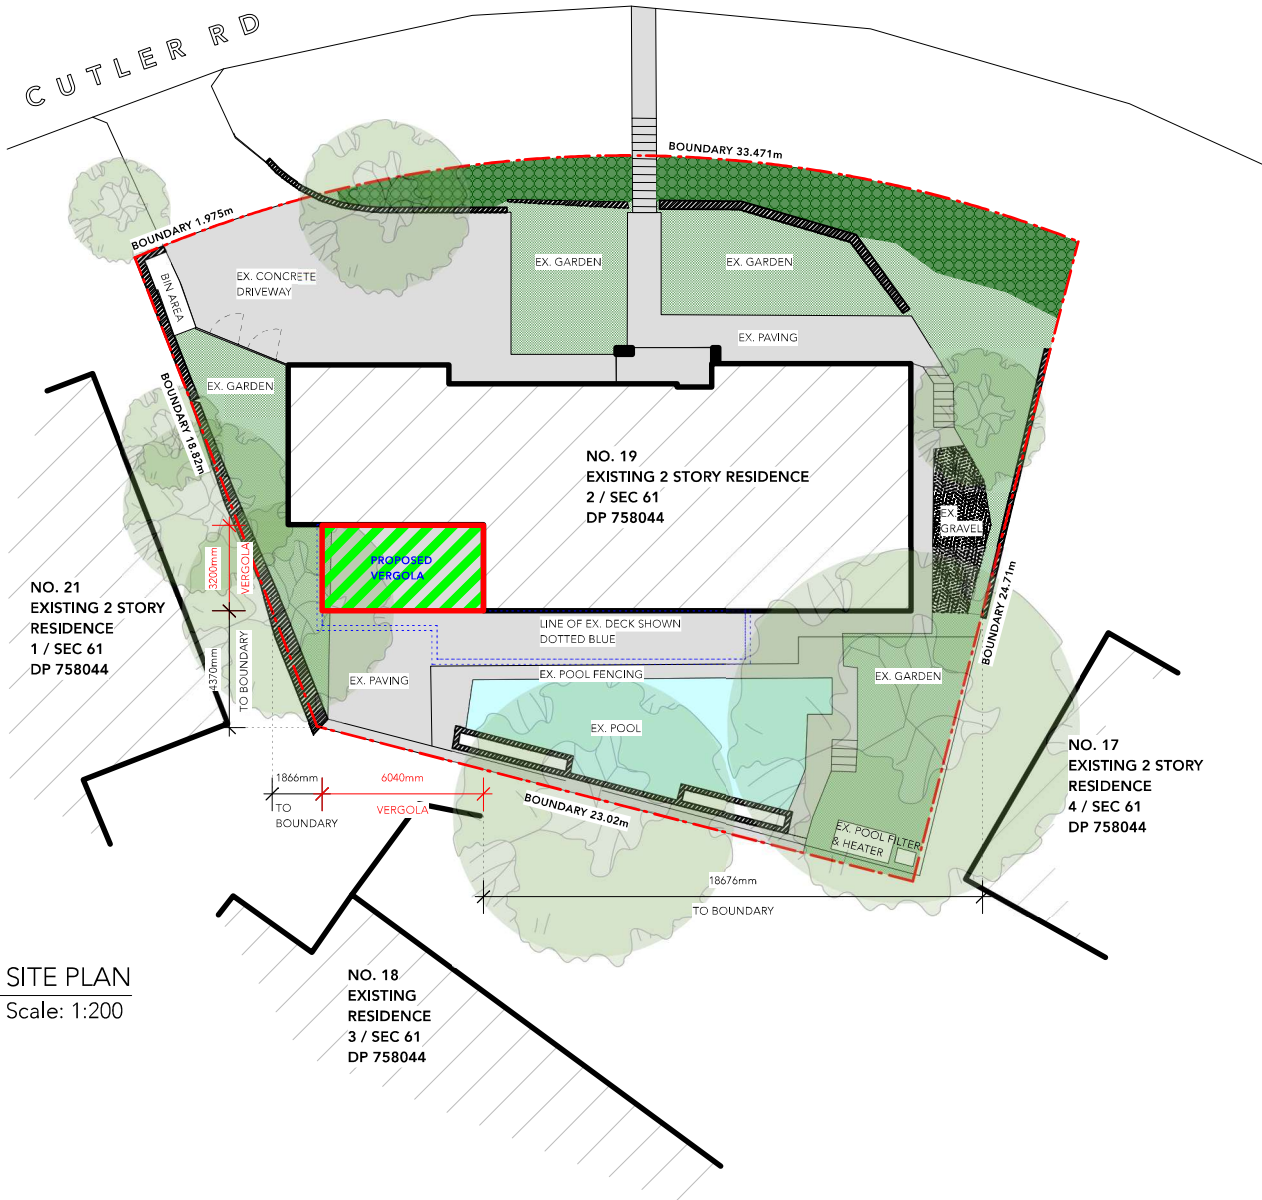 CUTLER RD
BOUNDARY 33.471m
BOUNDARY 1.975m
BIN AREA
EX. CONCRETE
DRIVEWAY
EX. GARDEN
EX. GARDEN
EX. PAVING
EX. GARDEN
BOUNDARY 18.82m
NO. 19
EXISTING 2 STORY RESIDENCE
2 / SEC 61
DP 758044
EX.
GRAVEL
PROPOSED
VERGOLA
3200mm
VERGOLA
NO. 21
EXISTING 2 STORY
RESIDENCE
1 / SEC 61
DP 758044
4370mm
TO BOUNDARY
LINE OF EX. DECK SHOWN
DOTTED BLUE
BOUNDARY 24.71m
EX. PAVING
EX. POOL FENCING
EX. GARDEN
EX. POOL
NO. 17
EXISTING 2 STORY
RESIDENCE
4 / SEC 61
DP 758044
1866mm
TO
BOUNDARY
6040mm
VERGOLA
BOUNDARY 23.02m
EX. POOL FILTER
& HEATER
18676mm
TO BOUNDARY
SITE PLAN
Scale: 1:200
NO. 18
EXISTING
RESIDENCE
3 / SEC 61
DP 758044